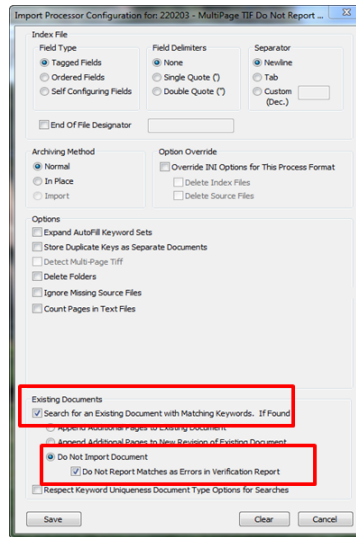 Import Processor Configuration for: 220203 - MultiPage TIF Do Not Report ...
Index File
Field Type
Field Delimiters
Separator
Tagged Fields
None
Newline
Ordered Fields
Single Quote (')
Tab
Self Configuring Fields
Double Quote (")
Custom
(Dec.)
End Of File Designator
Archiving Method
Option Override
Normal
Override INI Options for This Process Format
In Place
Delete Index Files
Import
Delete Source Files
Options
Expand AutoFill Keyword Sets
Store Duplicate Keys as Separate Documents
Detect Multi-Page Tiff
Delete Folders
Ignore Missing Source Files
Count Pages in Text Files
Existing Documents
Search for an Existing Document with Matching Keywords. If Found
Append Additional Pages to Existing Document
Append Additional Pages to New Revision of Existing Document
Do Not Import Document
Do Not Report Matches as Errors in Verification Report
Respect Keyword Uniqueness Document Type Options for Searches
Save
Clear
Cancel